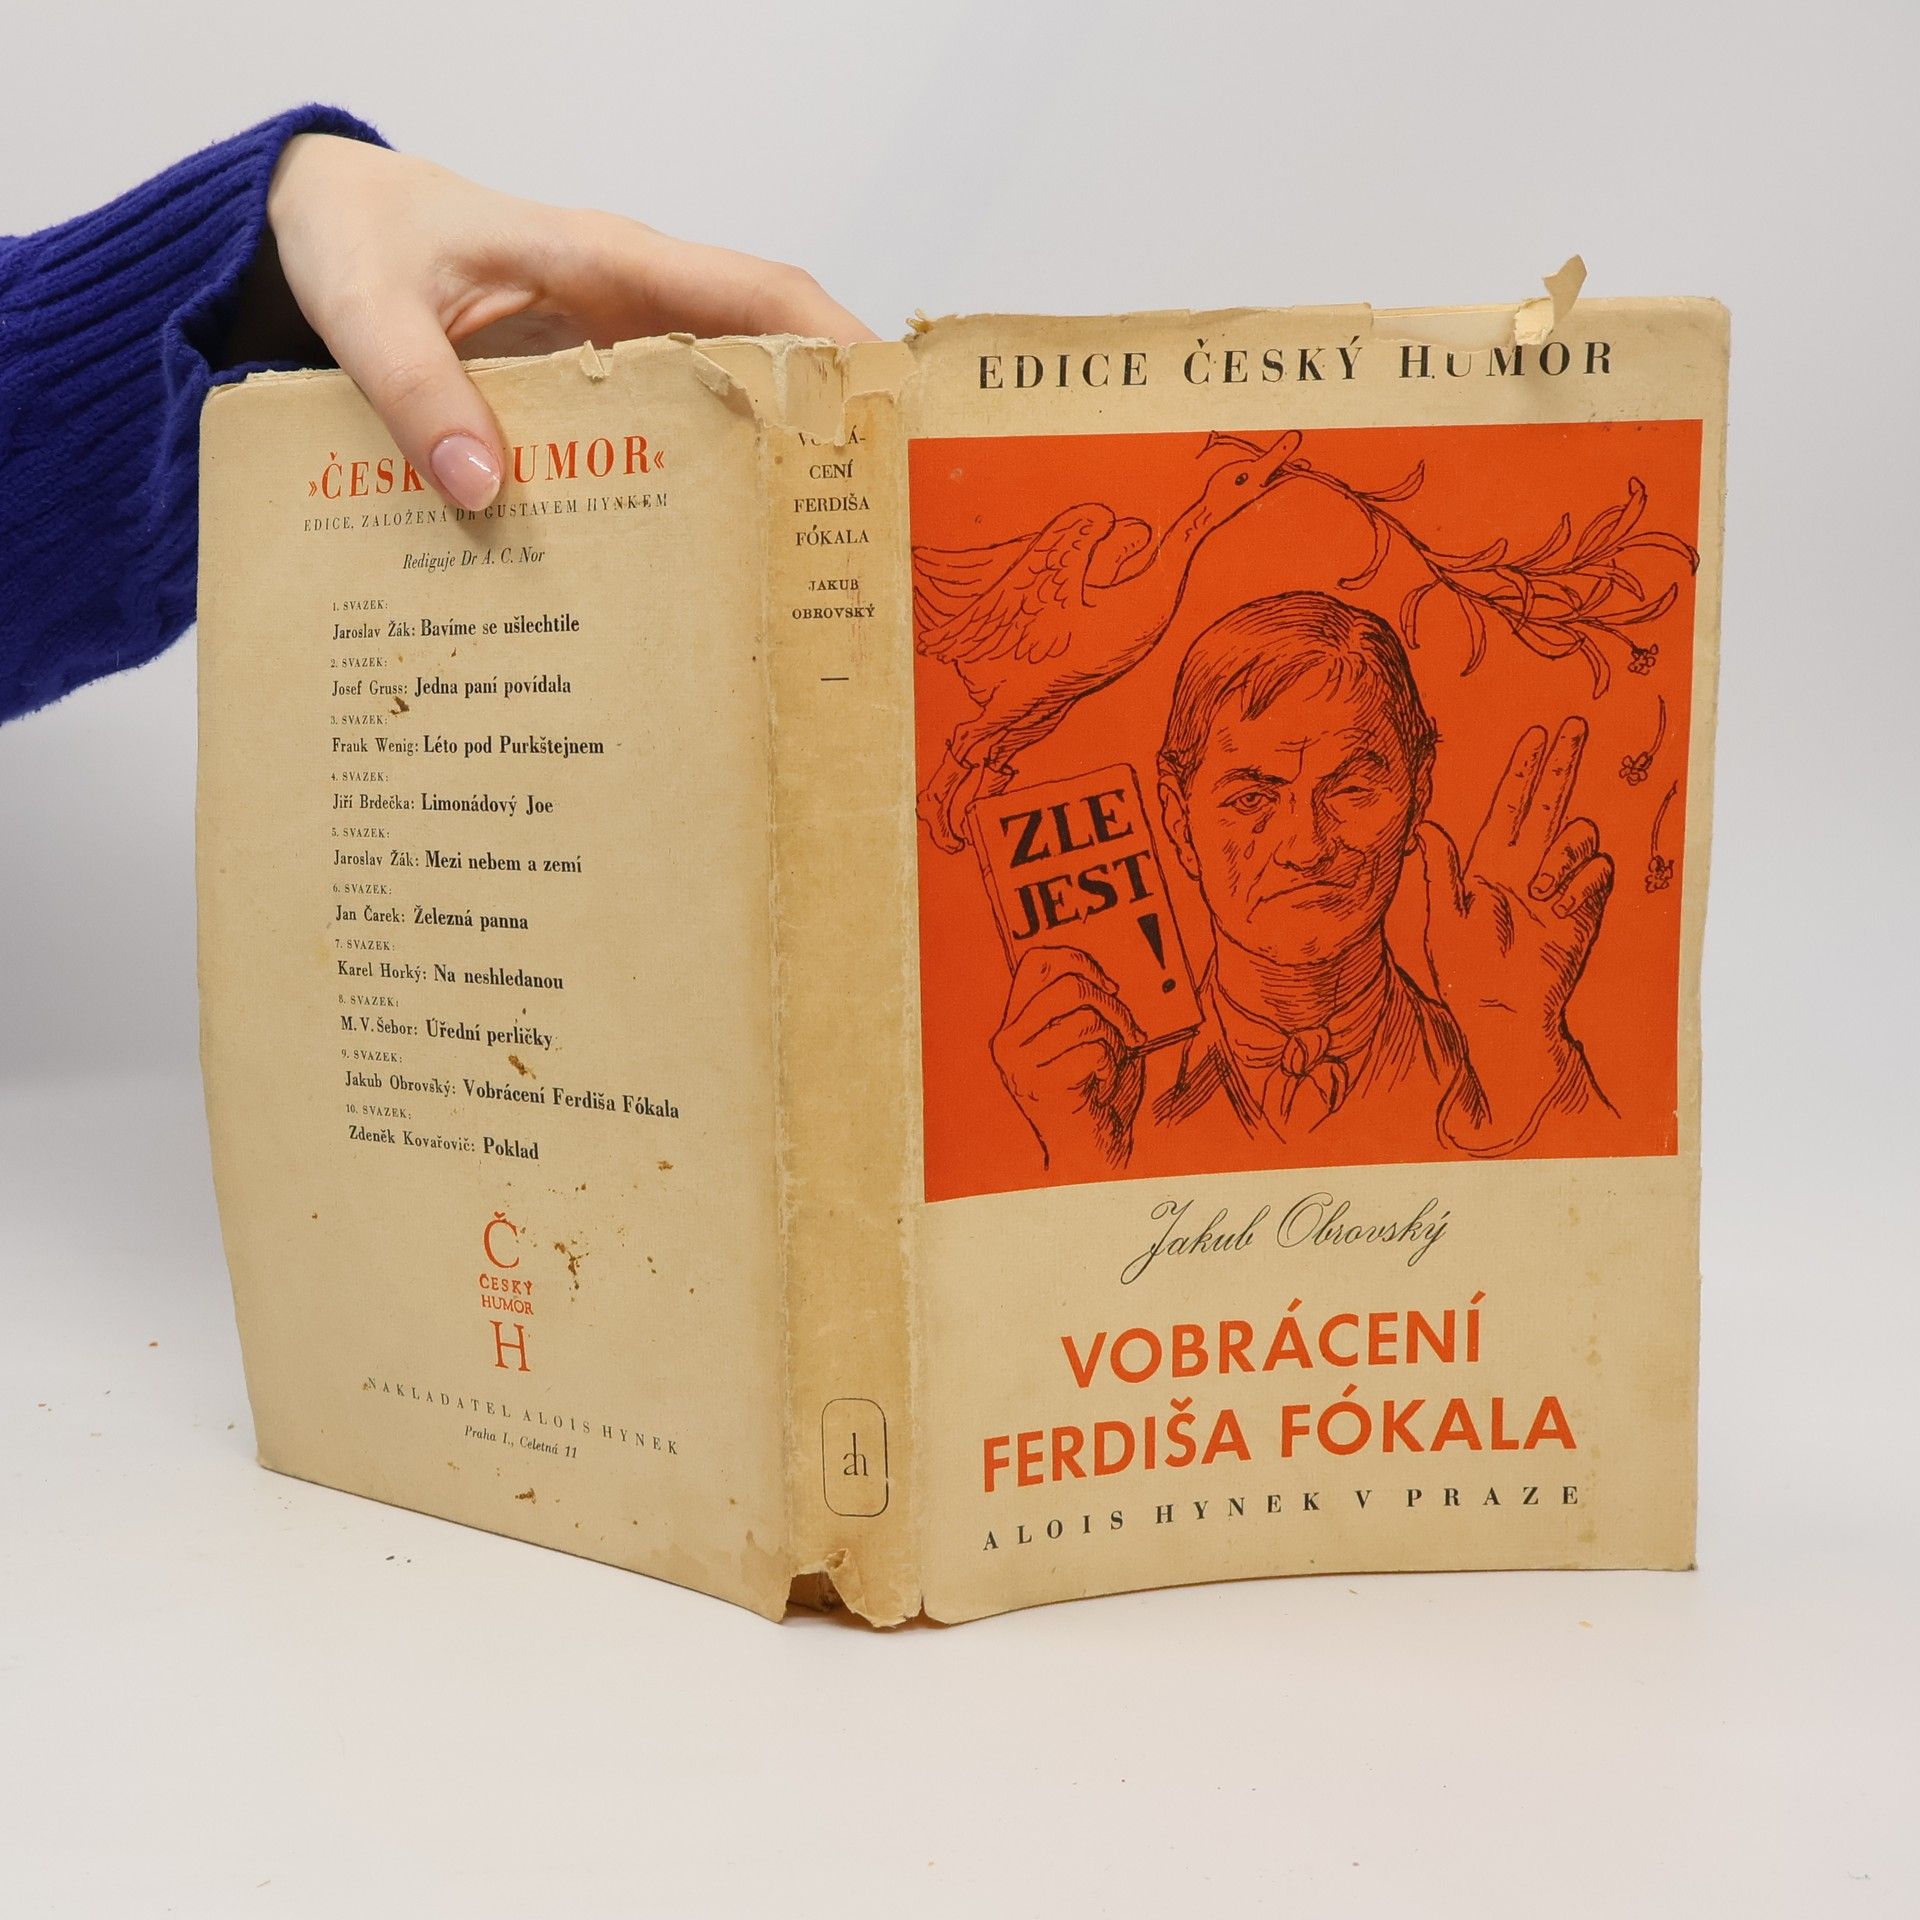 »ČESK UMOR«
EDICE, ZALOŽENÁ DR GUSTAVEM HYNKEM
Rediguje Dr A. C. Nor
1. SVAZEK:
Jaroslav Žák: Bavíme se ušlechtile
2. SVAZEK:
Josef Gruss: Jedna paní povídala
3. SVAZEK:
Frank Wenig: Léto pod Purkštejnem
4. SVAZEK:
Jiří Brdečka: Limonádový Joe
5. SVAZEK:
Jaroslav Žák: Mezi nebem a zemí
6. SVAZEK:
Jan Čarek: Železná panna
7. SVAZEK:
Karel Horký: Na neshledanou
8. SVAZEK:
M. V. Šebor: Úřední perličky
9. SVAZEK:
Jakub Obrovský: Vobrácení Ferdiša Fókala
10. SVAZEK:
Zdeněk Kovařovič: Poklad
Č
ČESKÝ
HUMOR
H
NAKLADATEL ALOIS HYNEK
Praha I., Celetná 11
CENÍ
FERDIŠA
FÓKALA
JAKUB
OBROVSKÝ
ah
EDICE ČESKÝ HUMOR
ZLE
JEST
!
Jakub Obrovský
VOBRÁCENÍ
FERDIŠA FÓKALA
ALOIS HYNEK V PRAZE